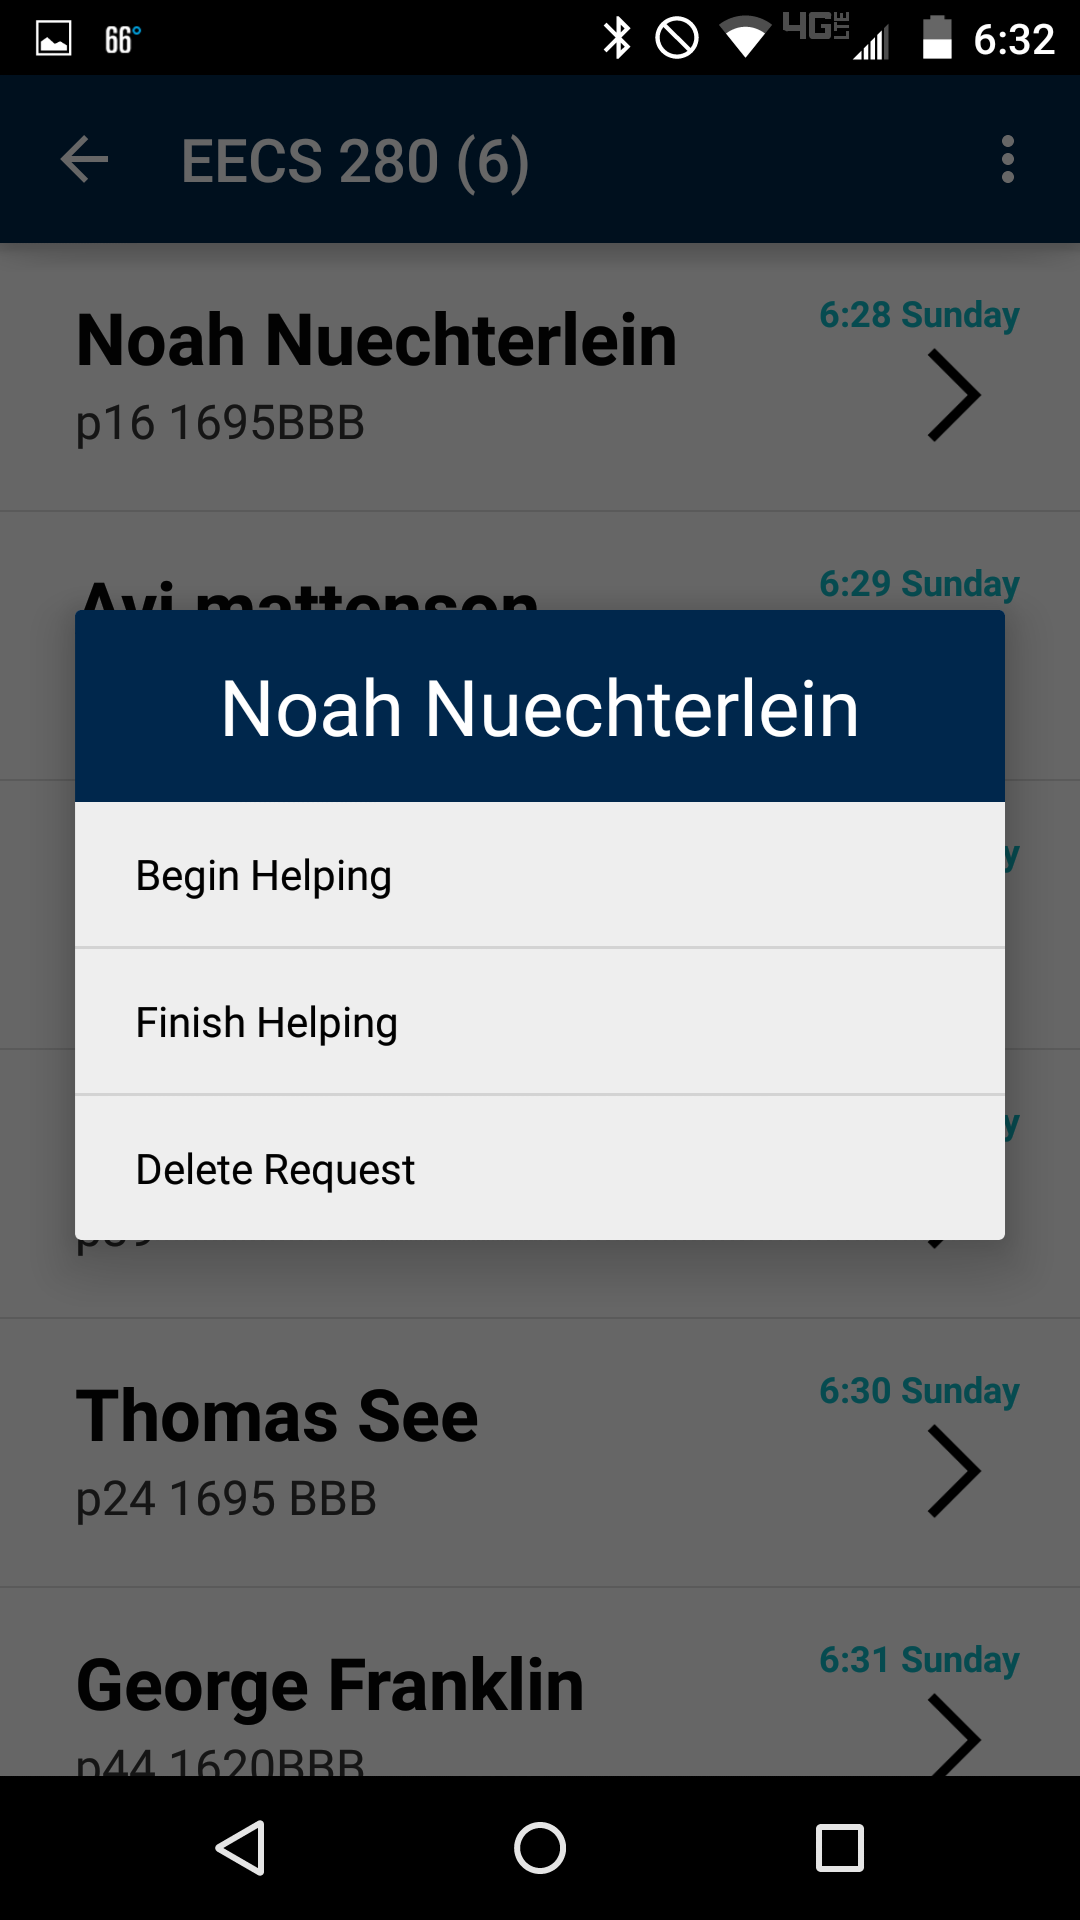 66°
4G LTE
6:32
EECS 280 (6)
6:28 Sunday
Noah Nuechterlein
p16 1695BBB
6:29 Sunday
Avi mattenson
Noah Nuechterlein
Begin Helping
Finish Helping
Delete Request
6:30 Sunday
Thomas See
p24 1695 BBB
6:31 Sunday
George Franklin
p44 1620BBB